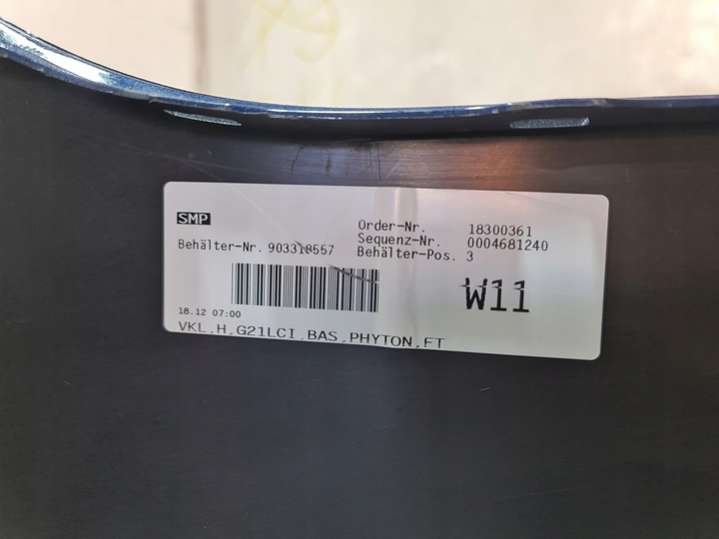 SMP
Order-Nr. 18300361
Sequenz-Nr. 0004681240
Behälter-Nr. 903318557 Behälter-Pos. 3
W11
18.12 07:00
VKL,H,G21LCI,BAS,PHYTON,FT